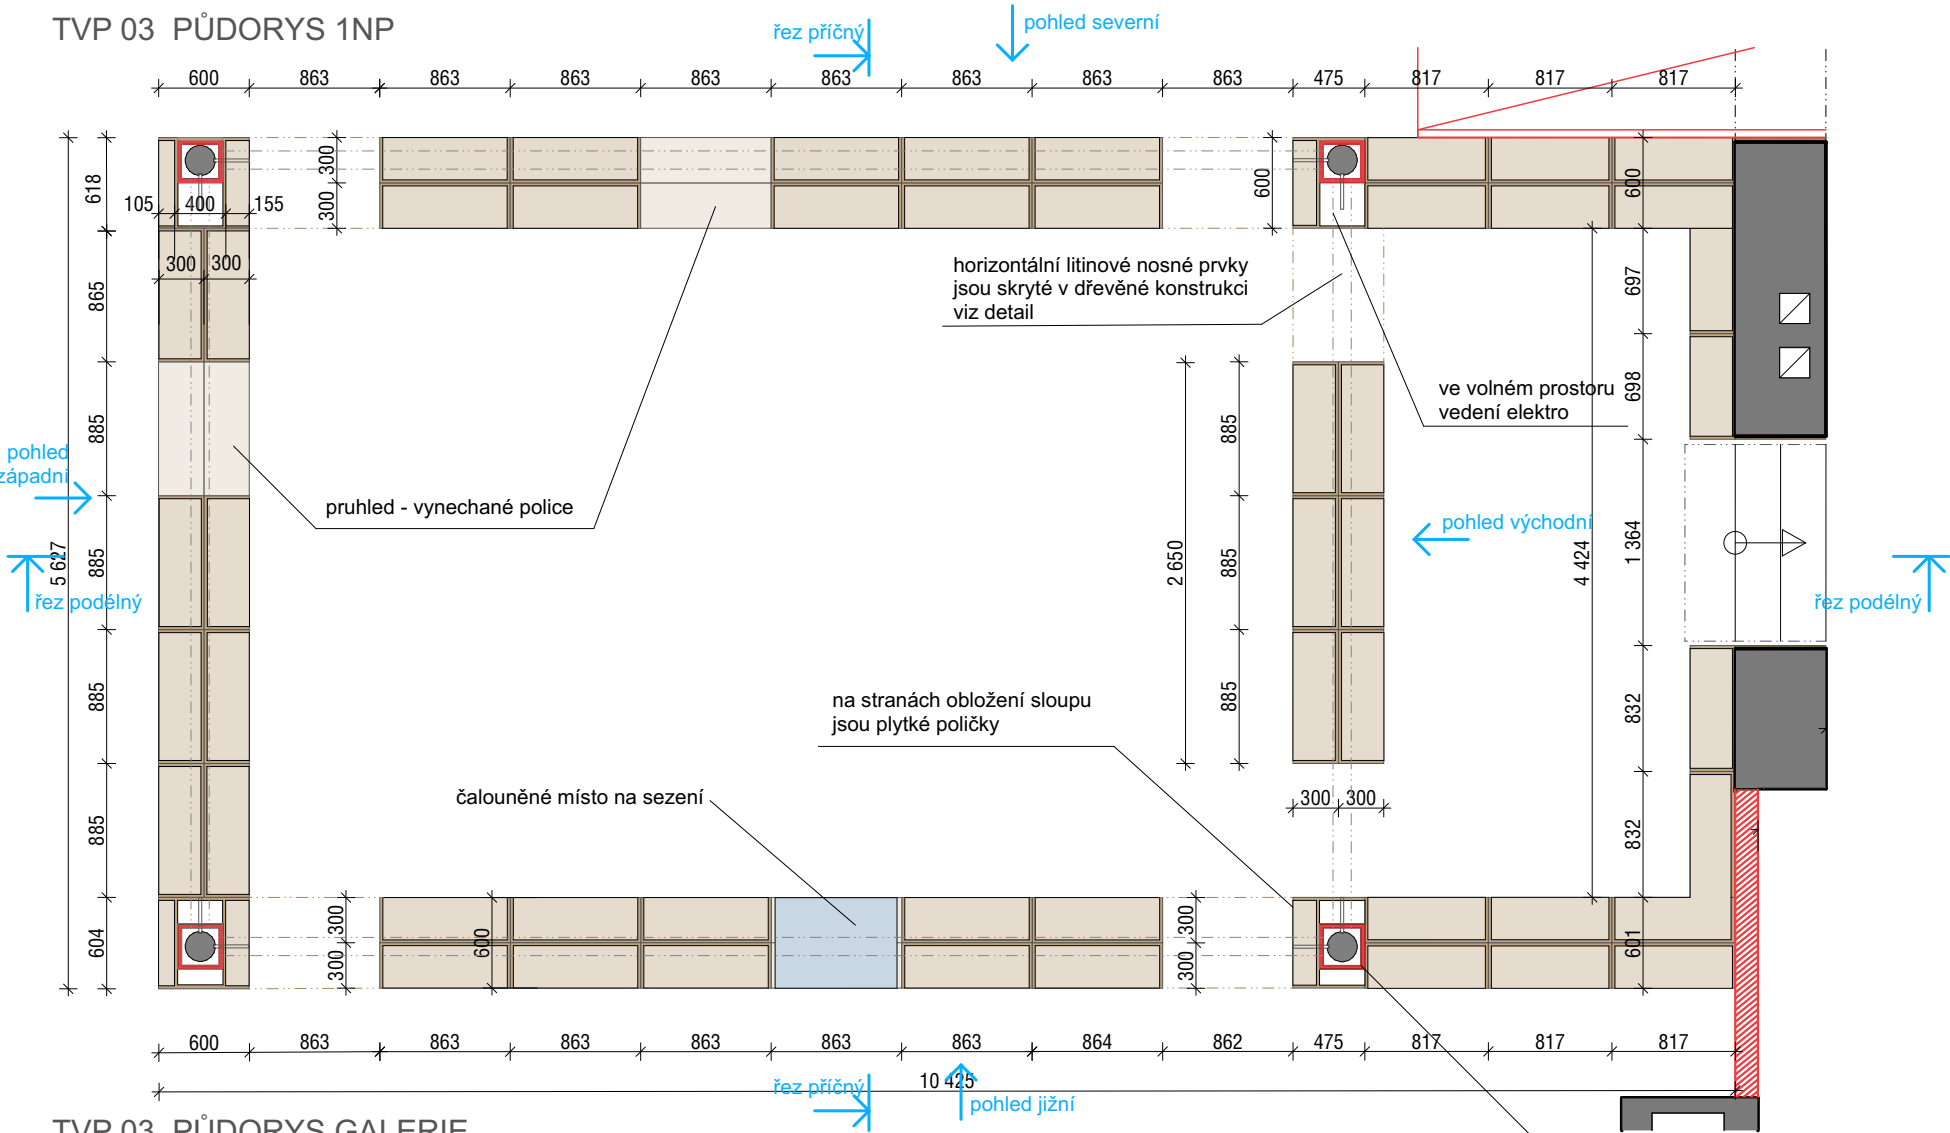 TVP 03 PŮDORYS 1NP
řez příčný
pohled severní
600 863 863 863 863 863 863 863 863 475 817 817 817
618
865
885
885
885
885
604
5 627
105 400 155
300 300
300
300
600
600
697
698
1 364
832
832
601
4 424
horizontální litinové nosné prvky
jsou skryté v dřevěné konstrukci
viz detail
ve volném prostoru
vedení elektro
pohled
západní
pruhled - vynechané police
885
885
885
2 650
pohled východní
řez podélný
řez podélný
na stranách obložení sloupu
jsou plytké poličky
čalouněné místo na sezení
300 300
300
300
600
300
300
600 863 863 863 863 863 863 864 862 475 817 817 817
10 425
řez příčný
pohled jižní
TVP 03 PŮDORYS GALERIE